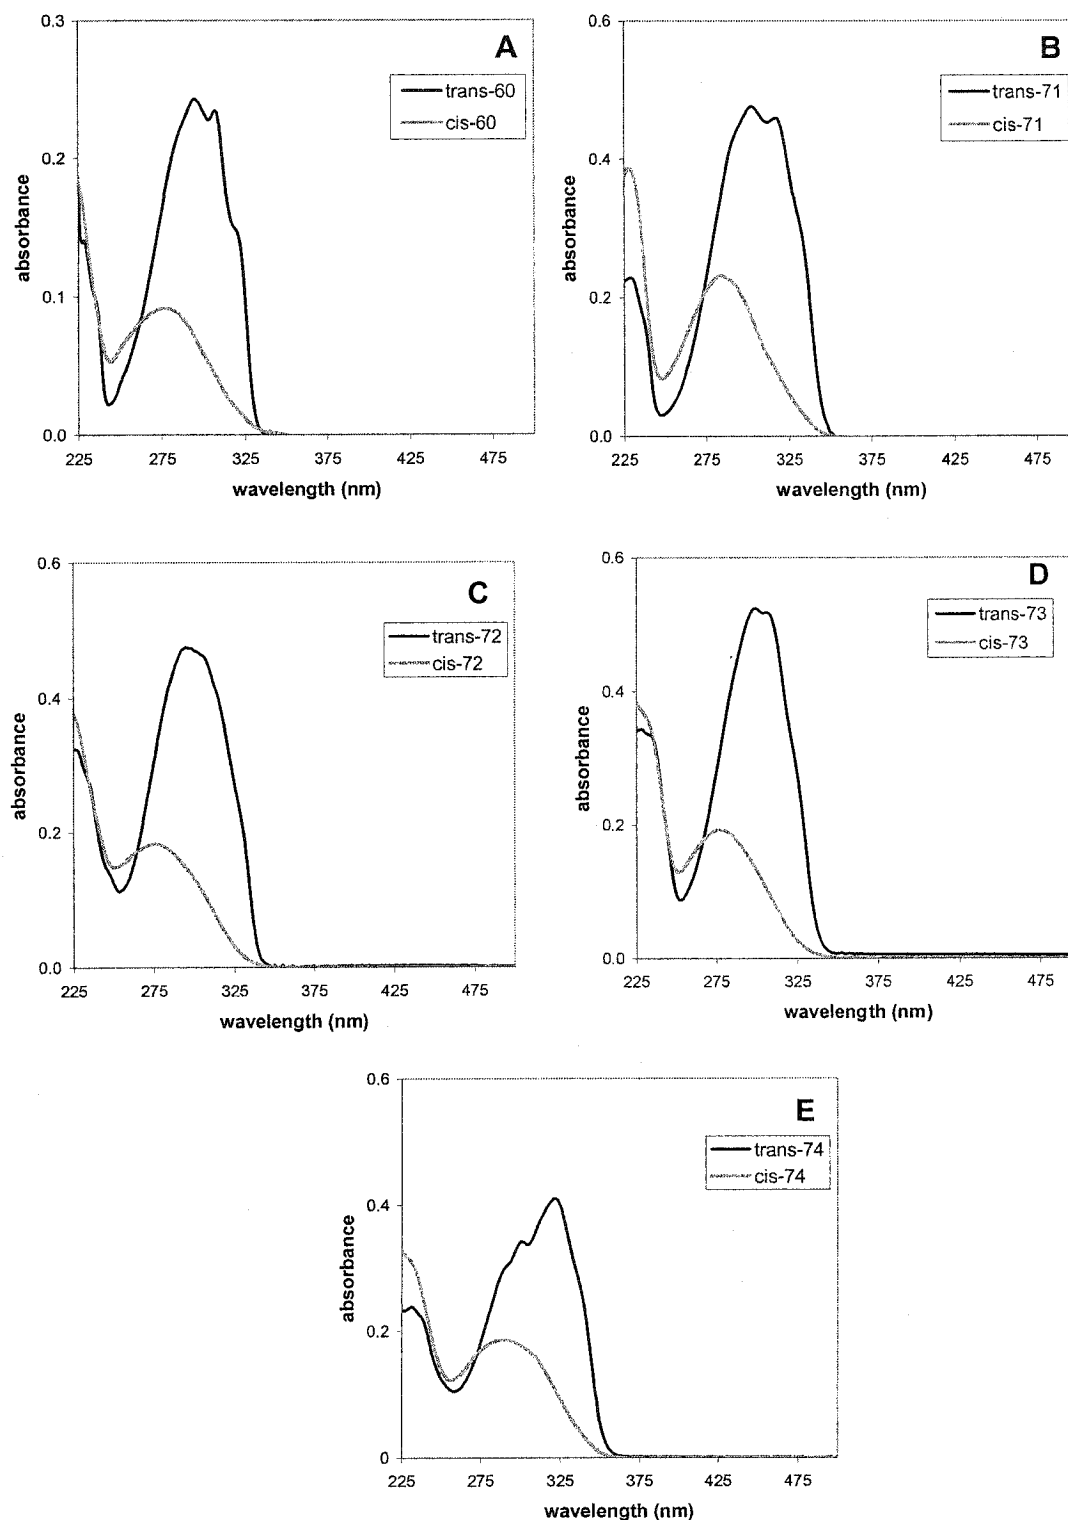 A
trans-60
cis-60
0.3
0.2
0.1
0.0
absorbance
225 275 325 375 425 475
wavelength (nm)
B
trans-71
cis-71
0.6
0.4
0.2
0.0
absorbance
225 275 325 375 425 475
wavelength (nm)
C
trans-72
cis-72
0.6
0.4
0.2
0.0
absorbance
225 275 325 375 425 475
wavelength (nm)
D
trans-73
cis-73
0.6
0.4
0.2
0.0
absorbance
225 275 325 375 425 475
wavelength (nm)
E
trans-74
cis-74
0.6
0.4
0.2
0
absorbance
225 275 325 375 425 475
wavelength (nm)